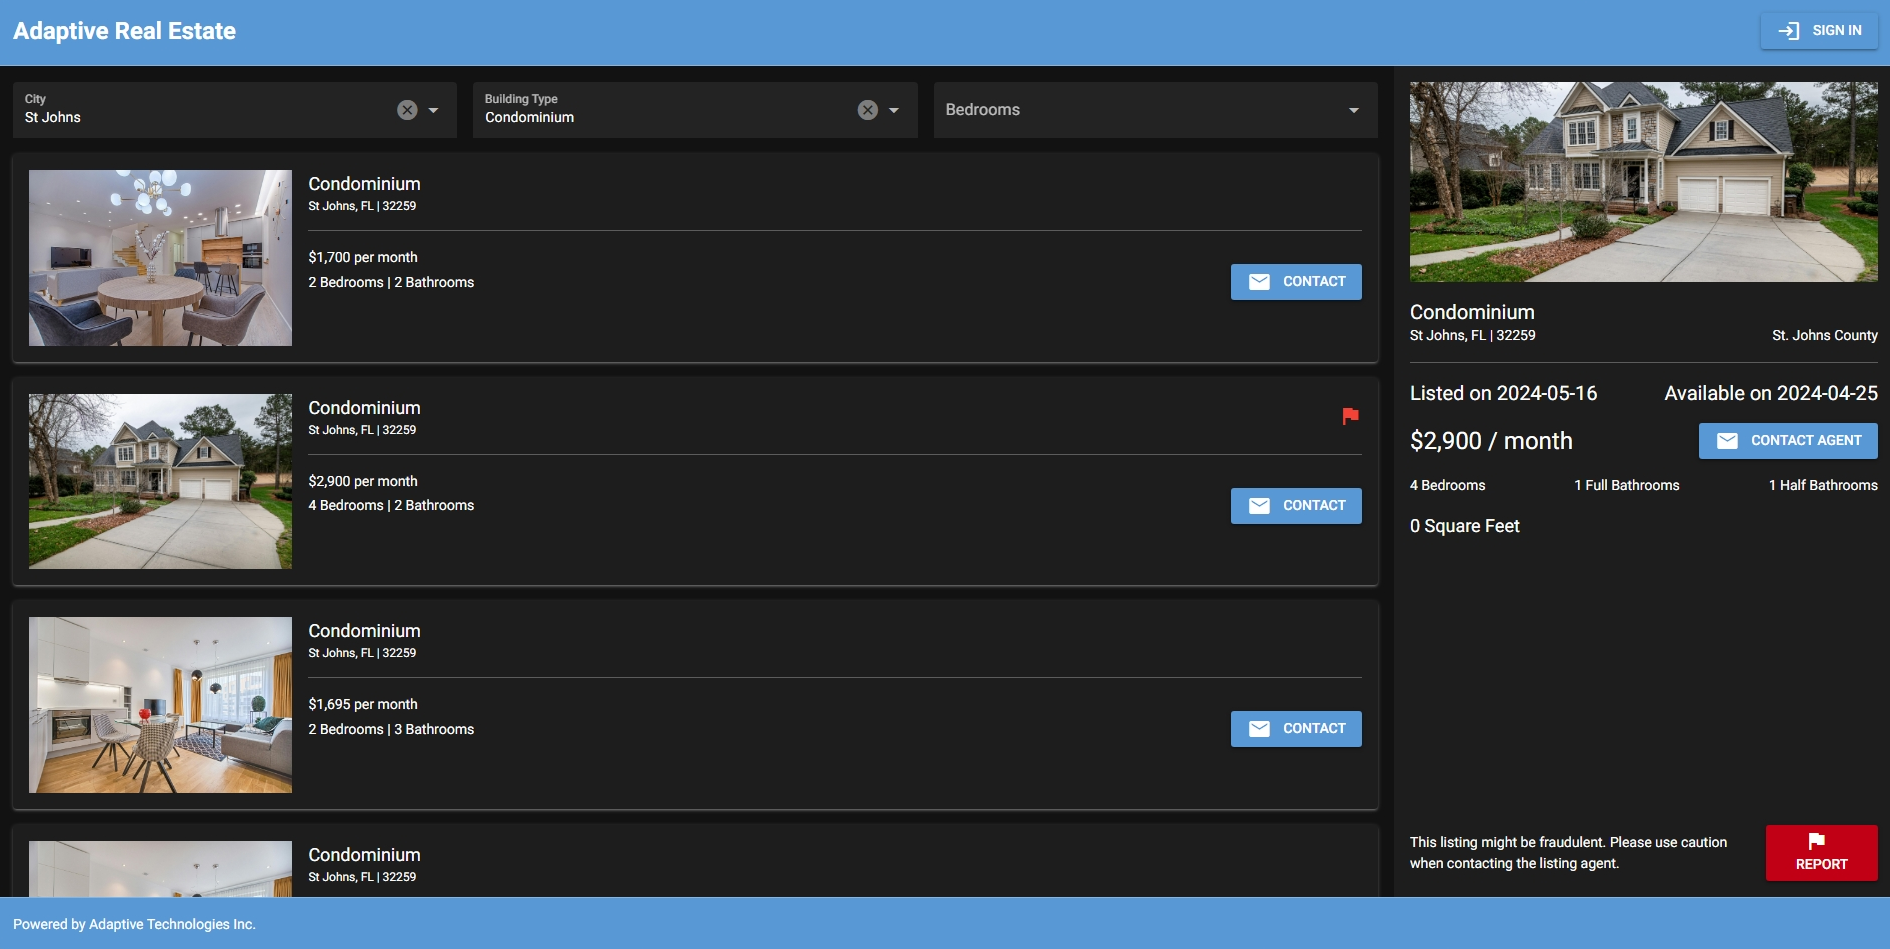 Adaptive Real Estate
SIGN IN
City
St Johns
Building Type
Condominium
Bedrooms
Condominium
St Johns, FL | 32259
$1,700 per month
2 Bedrooms | 2 Bathrooms
CONTACT
Condominium
St Johns, FL | 32259
$2,900 per month
4 Bedrooms | 2 Bathrooms
CONTACT
Condominium
St Johns, FL | 32259
$1,695 per month
2 Bedrooms | 3 Bathrooms
CONTACT
Condominium
St Johns, FL | 32259
Condominium
St Johns, FL | 32259
St. Johns County
Listed on 2024-05-16
Available on 2024-04-25
$2,900 / month
CONTACT AGENT
4 Bedrooms
1 Full Bathrooms
1 Half Bathrooms
0 Square Feet
This listing might be fraudulent. Please use caution
when contacting the listing agent.
REPORT
Powered by Adaptive Technologies Inc.